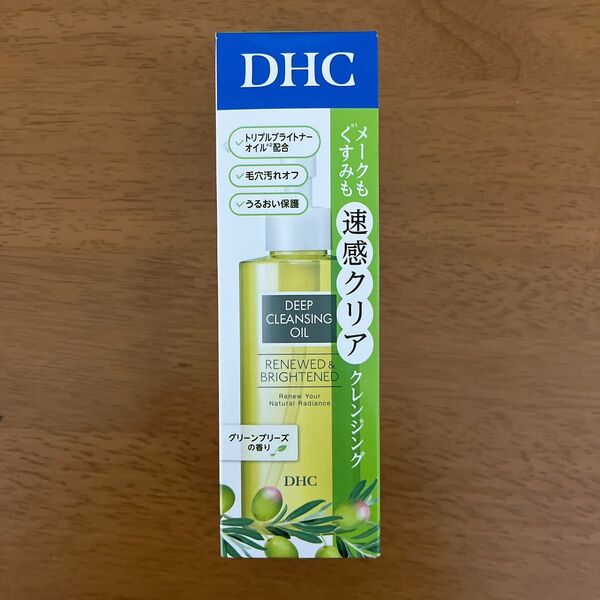 DHC
トリプルブライトナー
オイル※2配合
毛穴汚れオフ
うるおい保護
メークも
ぐすみ※1も
速感クリア
クレンジング
DEEP
CLEANSING
OIL
RENEWED &
BRIGHTENED
Renew Your
Natural Radiance
グリーンブリーズ
の香り
DHC